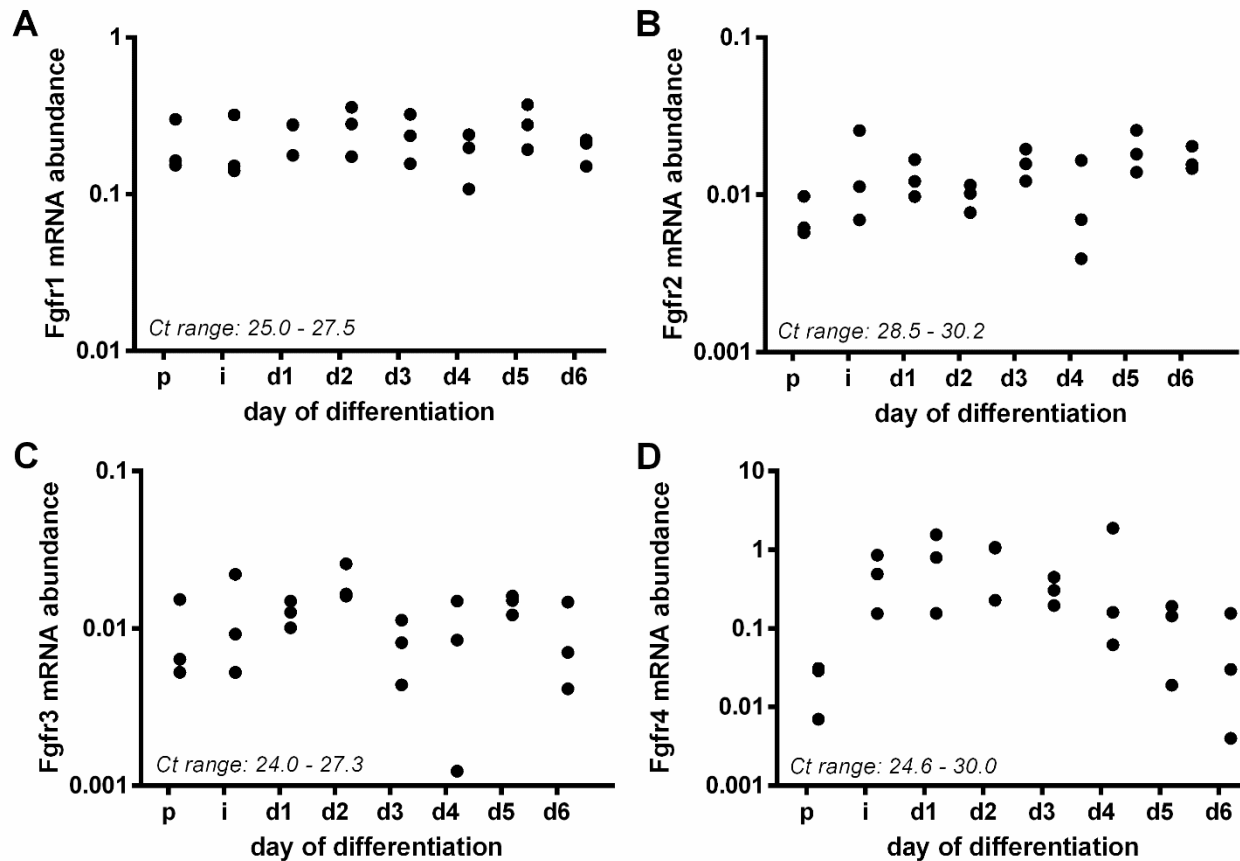 A
Fgfr1 mRNA abundance
1
0.1
0.01
Ct range: 25.0 - 27.5
p i d1 d2 d3 d4 d5 d6
day of differentiation
B
Fgfr2 mRNA abundance
0.1
0.01
0.001
Ct range: 28.5 - 30.2
p i d1 d2 d3 d4 d5 d6
day of differentiation
C
Fgfr3 mRNA abundance
0.1
0.01
0.001
Ct range: 24.0 - 27.3
p i d1 d2 d3 d4 d5 d6
day of differentiation
D
Fgfr4 mRNA abundance
10
1
0.1
0.01
0.001
Ct range: 24.6 - 30.0
p i d1 d2 d3 d4 d5 d6
day of differentiation